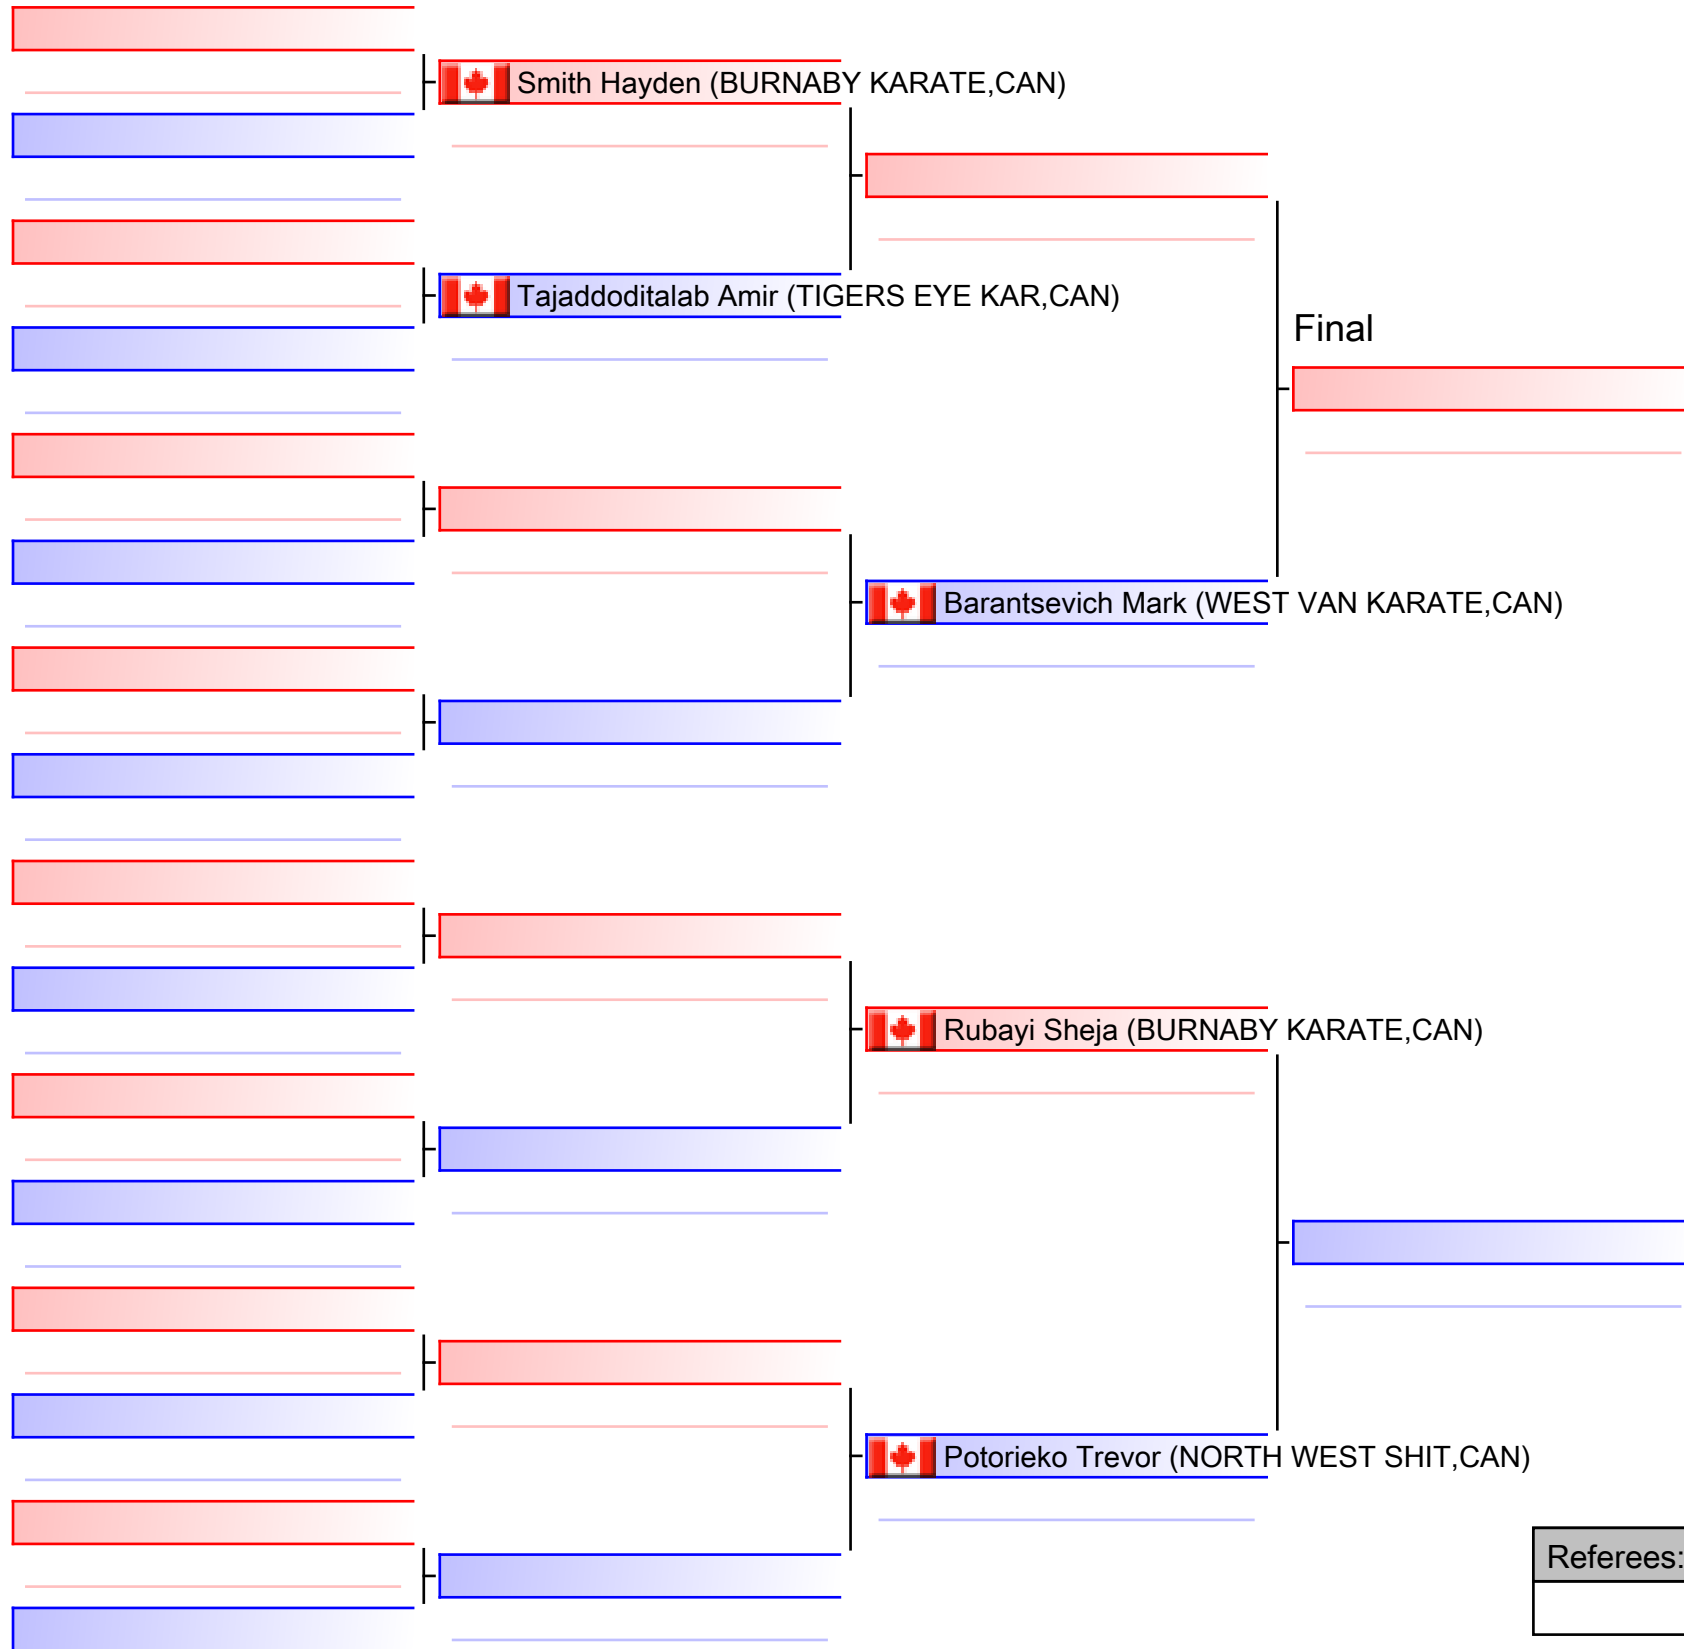 Smith Hayden (BURNABY KARATE,CAN)
Tajaddoditalab Amir (TIGERS EYE KAR,CAN)
Final
Barantsevich Mark (WEST VAN KARATE,CAN)
Rubayi Sheja (BURNABY KARATE,CAN)
Potorieko Trevor (NORTH WEST SHIT,CAN)
Referees: